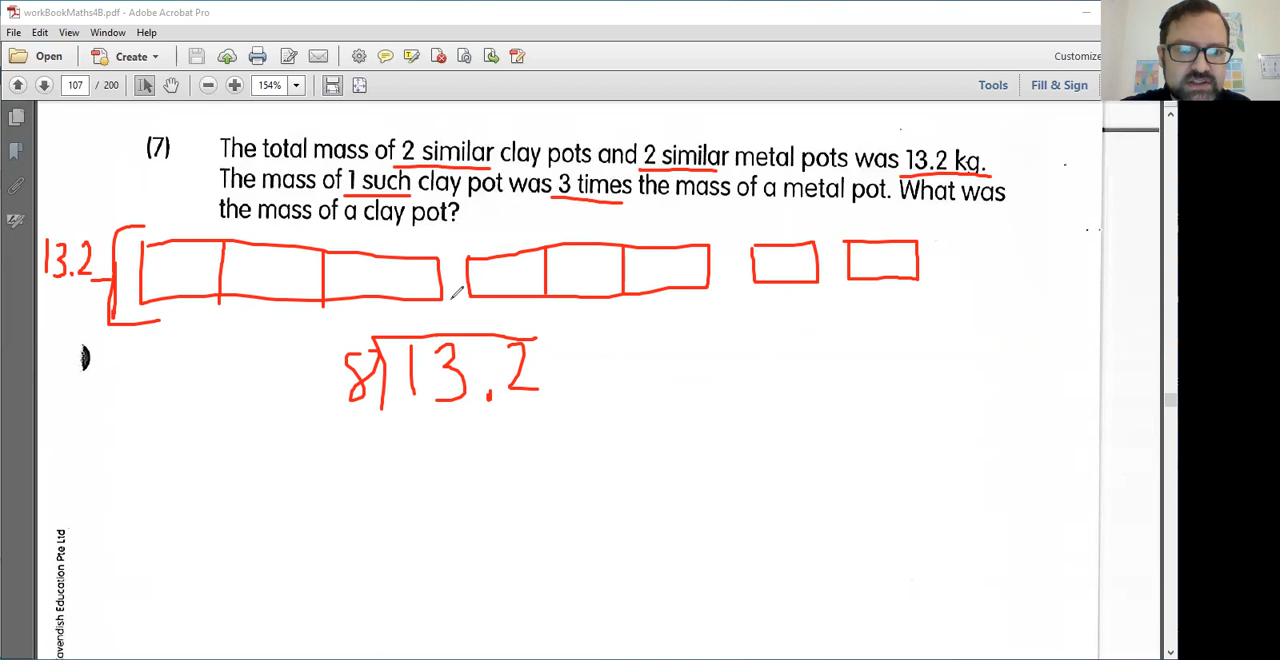 workBookMaths4B.pdf - Adobe Acrobat Pro
File Edit View Window Help
Open Create Customize
107 / 200 154% Tools Fill & Sign
(7) The total mass of 2 similar clay pots and 2 similar metal pots was 13.2 kg.
The mass of 1 such clay pot was 3 times the mass of a metal pot. What was
the mass of a clay pot?
13.2
8 13.2
avendish Education Pte Ltd